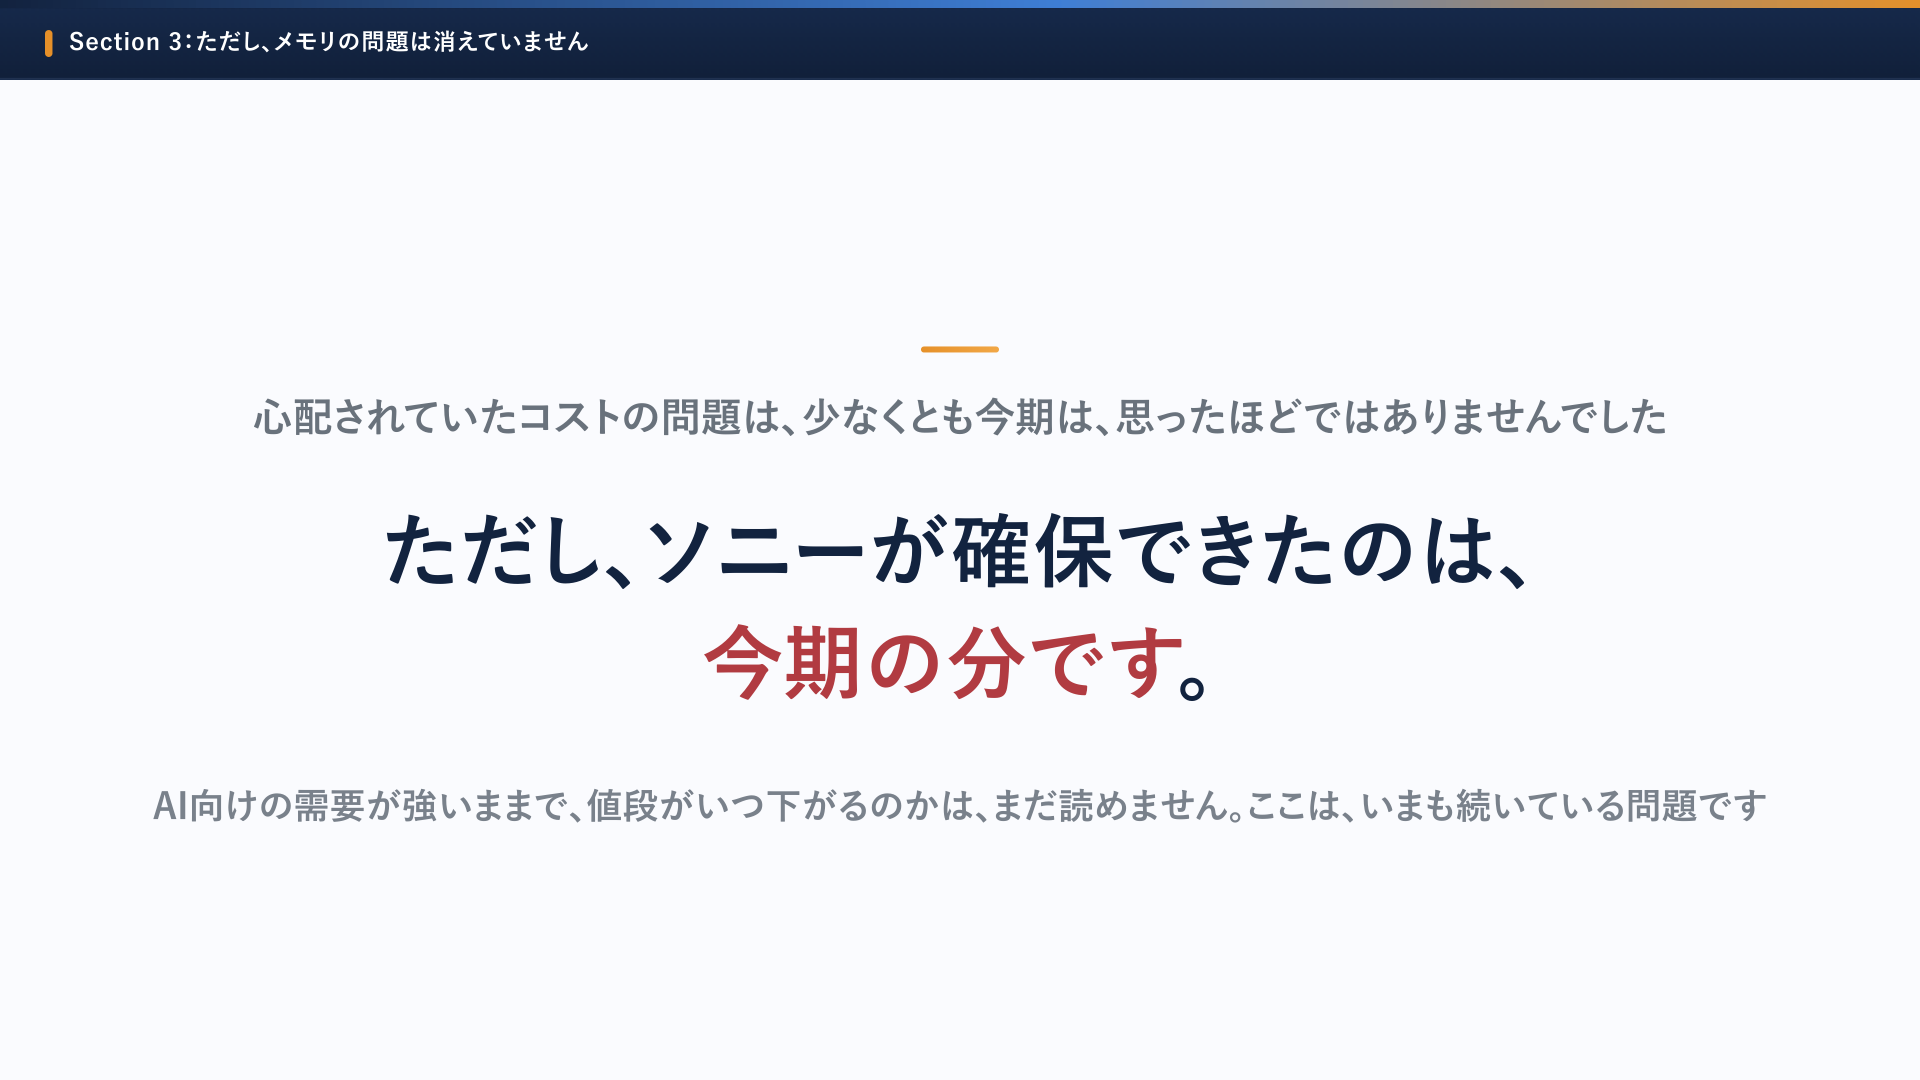 Section 3：ただし、メモリの問題は消えていません
心配されていたコストの問題は、少なくとも今期は、思ったほどではありませんでした
ただし、ソニーが確保できたのは、
今期の分です。
AI向けの需要が強いままで、値段がいつ下がるのかは、まだ読めません。ここは、いまも続いている問題です